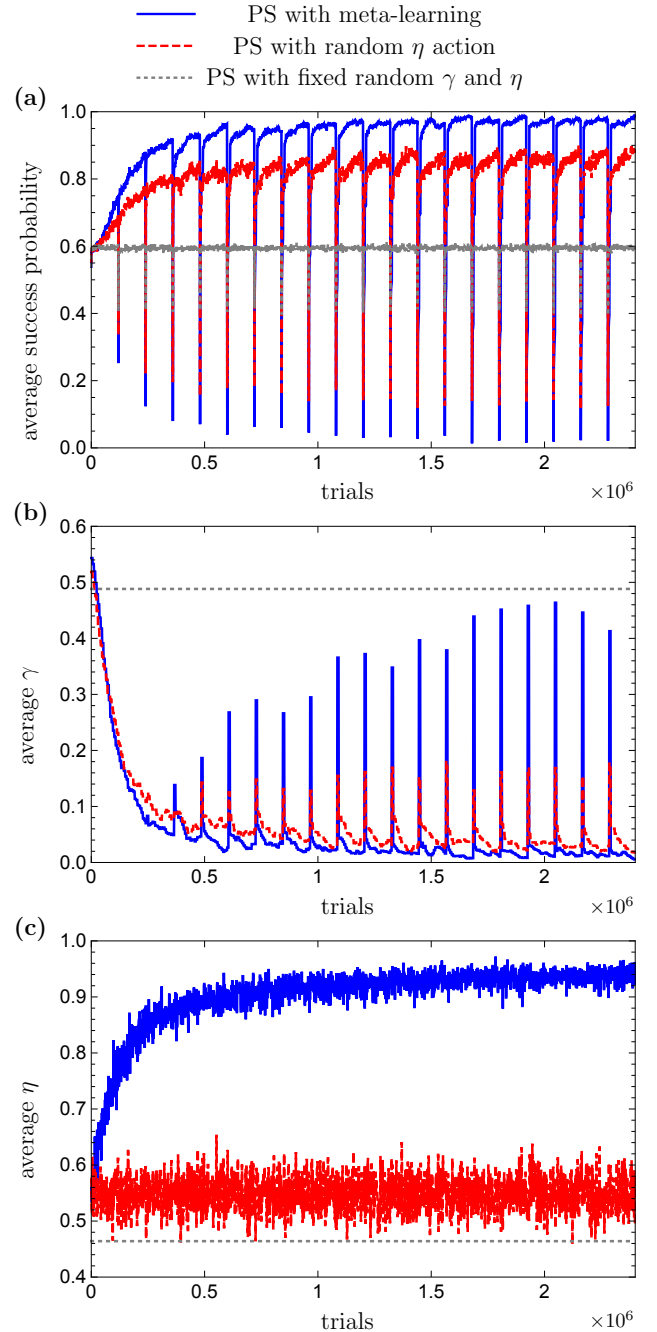 PS with meta-learning
PS with random η action
PS with fixed random γ and η
(a)
average success probability
1.0
0.8
0.6
0.4
0.2
0.0
0 0.5 1 1.5 2
trials
×10⁶
(b)
average γ
0.6
0.5
0.4
0.3
0.2
0.1
0.0
0 0.5 1 1.5 2
trials
×10⁶
(c)
average η
1.0
0.9
0.8
0.7
0.6
0.5
0.4
0 0.5 1 1.5 2
trials
×10⁶